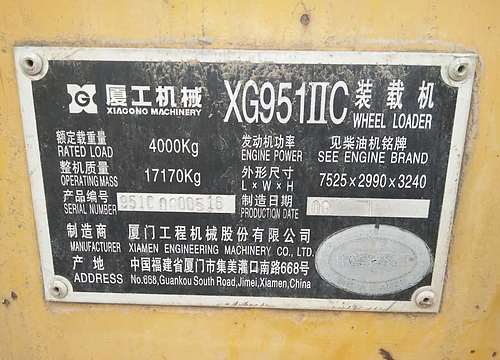 厦工机械 XG951IIC 装载机
XIAGONG MACHINERY WHEEL LOADER
额定载重量 4000Kg 发动机功率 见柴油机铭牌
RATED LOAD ENGINE POWER SEE ENGINE BRAND
整机质量 17170Kg 外形尺寸
OPERATING MASS L×W×H 7525×2990×3240
产品编号 制造日期
SERIAL NUMBER PRODUCTION DATE
制造商 厦门工程机械股份有限公司
MANUFACTURER XIAMEN ENGINEERING MACHINERY CO., LTD.
产地 中国福建省厦门市集美灌口南路668号
ADDRESS No.668, Guankou South Road, Jimei, Xiamen, China